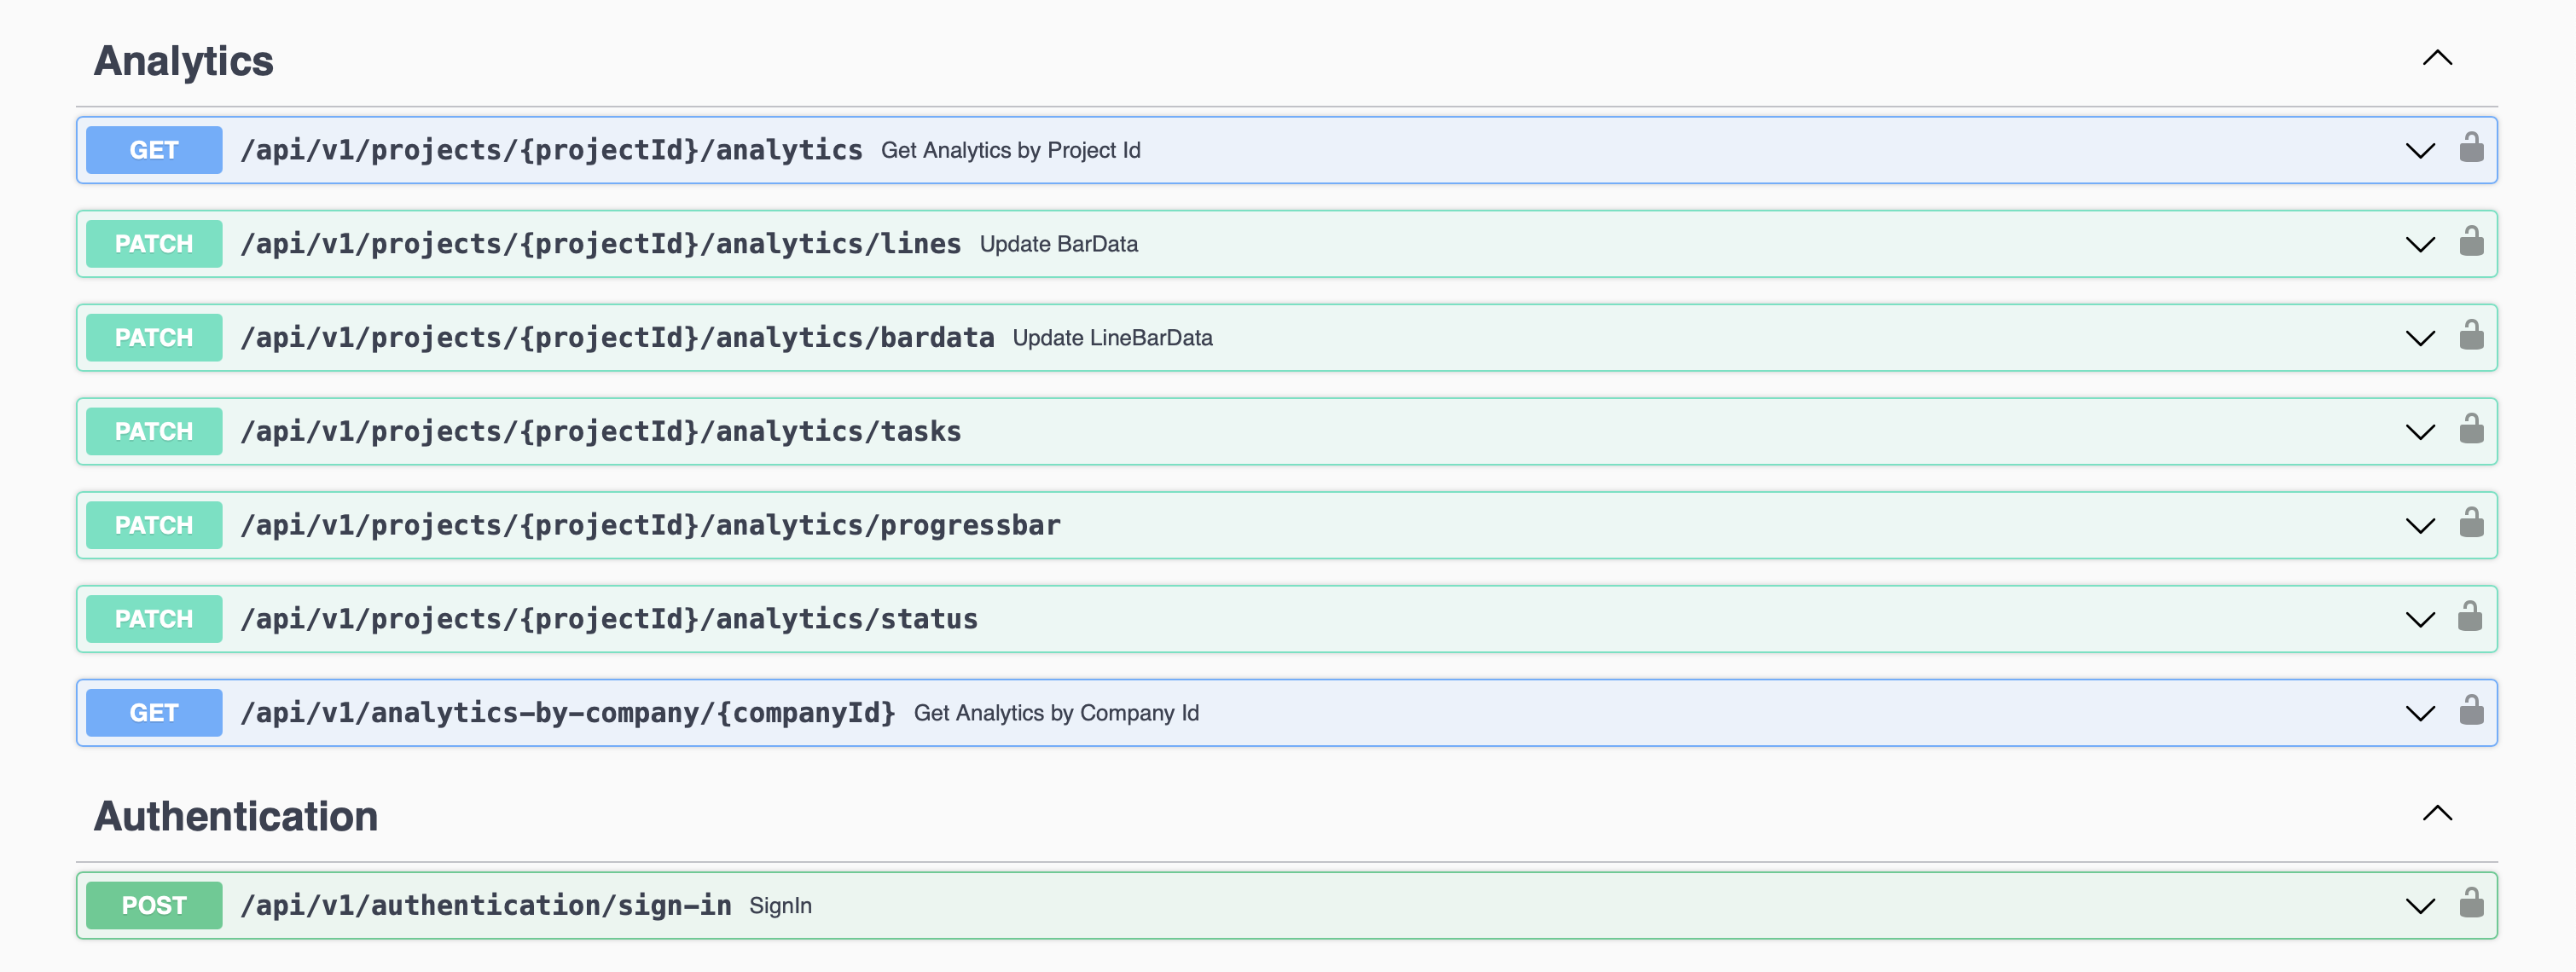 Analytics
GET /api/v1/projects/{projectId}/analytics Get Analytics by Project Id
PATCH /api/v1/projects/{projectId}/analytics/lines Update BarData
PATCH /api/v1/projects/{projectId}/analytics/bardata Update LineBarData
PATCH /api/v1/projects/{projectId}/analytics/tasks
PATCH /api/v1/projects/{projectId}/analytics/progressbar
PATCH /api/v1/projects/{projectId}/analytics/status
GET /api/v1/analytics-by-company/{companyId} Get Analytics by Company Id
Authentication
POST /api/v1/authentication/sign-in SignIn